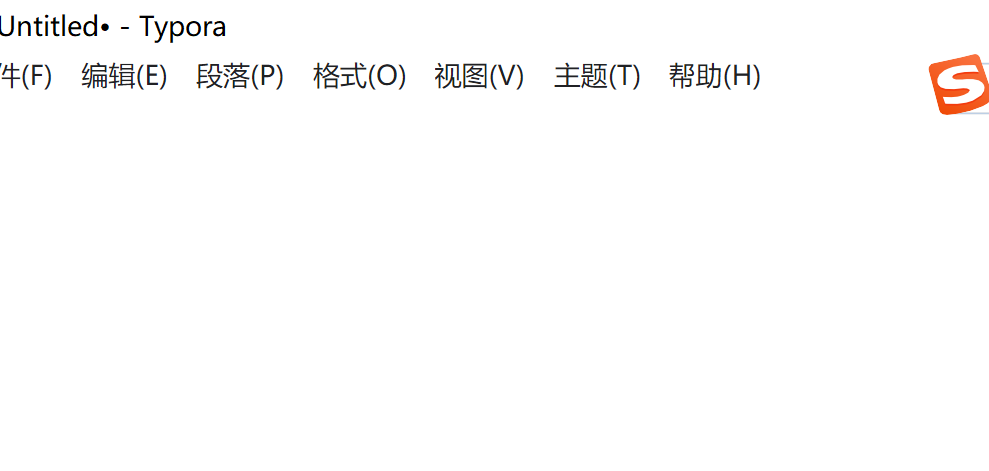 Untitled• - Typora
件(F) 编辑(E) 段落(P) 格式(O) 视图(V) 主题(T) 帮助(H)
S